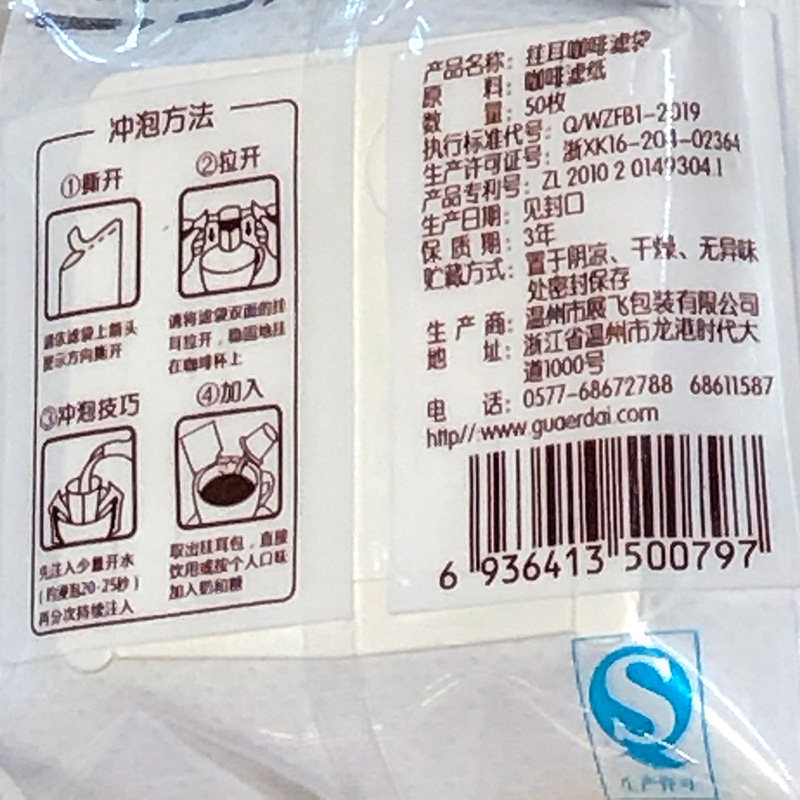 冲泡方法
①撕开
请依滤袋上箭头
提示方向撕开
②拉开
请将滤袋双面的挂
耳拉开，稳固地挂
在咖啡杯上
③冲泡技巧
先注入少量开水
(约浸泡20-25秒)
再分次持续注入
④加入
取出挂耳包，直接
饮用或按个人口味
加入奶和糖
产品名称：挂耳咖啡滤袋
原料：咖啡滤纸
数量：50枚
执行标准代号：Q/WZFB1-2019
生产许可证号：浙XK16-204-02364
产品专利号：ZL 2010 2 0149304.1
生产日期：见封口
保质期：3年
贮藏方式：置于阴凉、干燥、无异味
处密封保存
生产商：温州市展飞包装有限公司
地址：浙江省温州市龙港时代大
道1000号
电话：0577-68672788 68611587
http//:www.guaerdai.com
6 936413 500797
生产许可